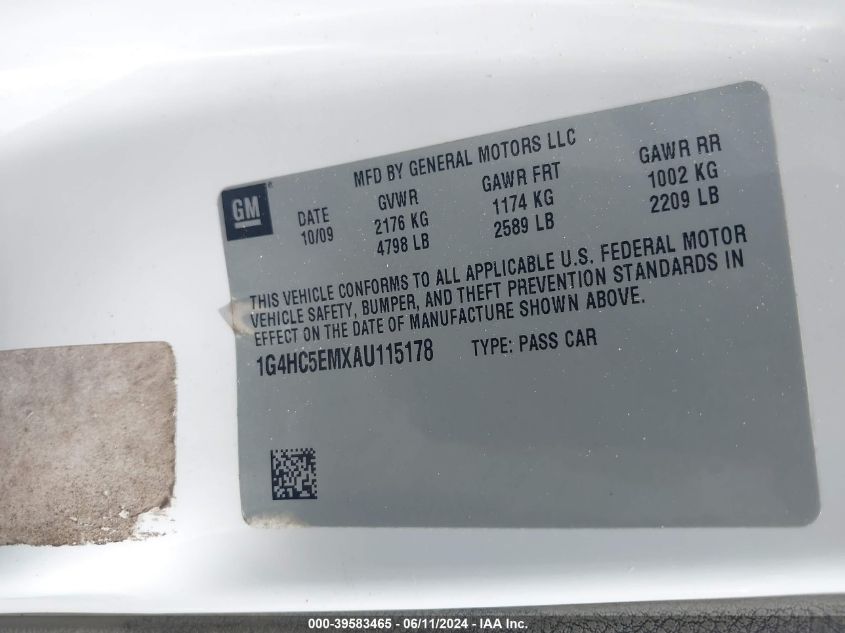 MFD BY GENERAL MOTORS LLC
GM®
DATE GVWR GAWR FRT GAWR RR
10/09 2176 KG 1174 KG 1002 KG
4798 LB 2589 LB 2209 LB
THIS VEHICLE CONFORMS TO ALL APPLICABLE U.S. FEDERAL MOTOR
VEHICLE SAFETY, BUMPER, AND THEFT PREVENTION STANDARDS IN
EFFECT ON THE DATE OF MANUFACTURE SHOWN ABOVE.
1G4HC5EMXAU115178 TYPE: PASS CAR
000-39583465 - 06/11/2024 - IAA Inc.